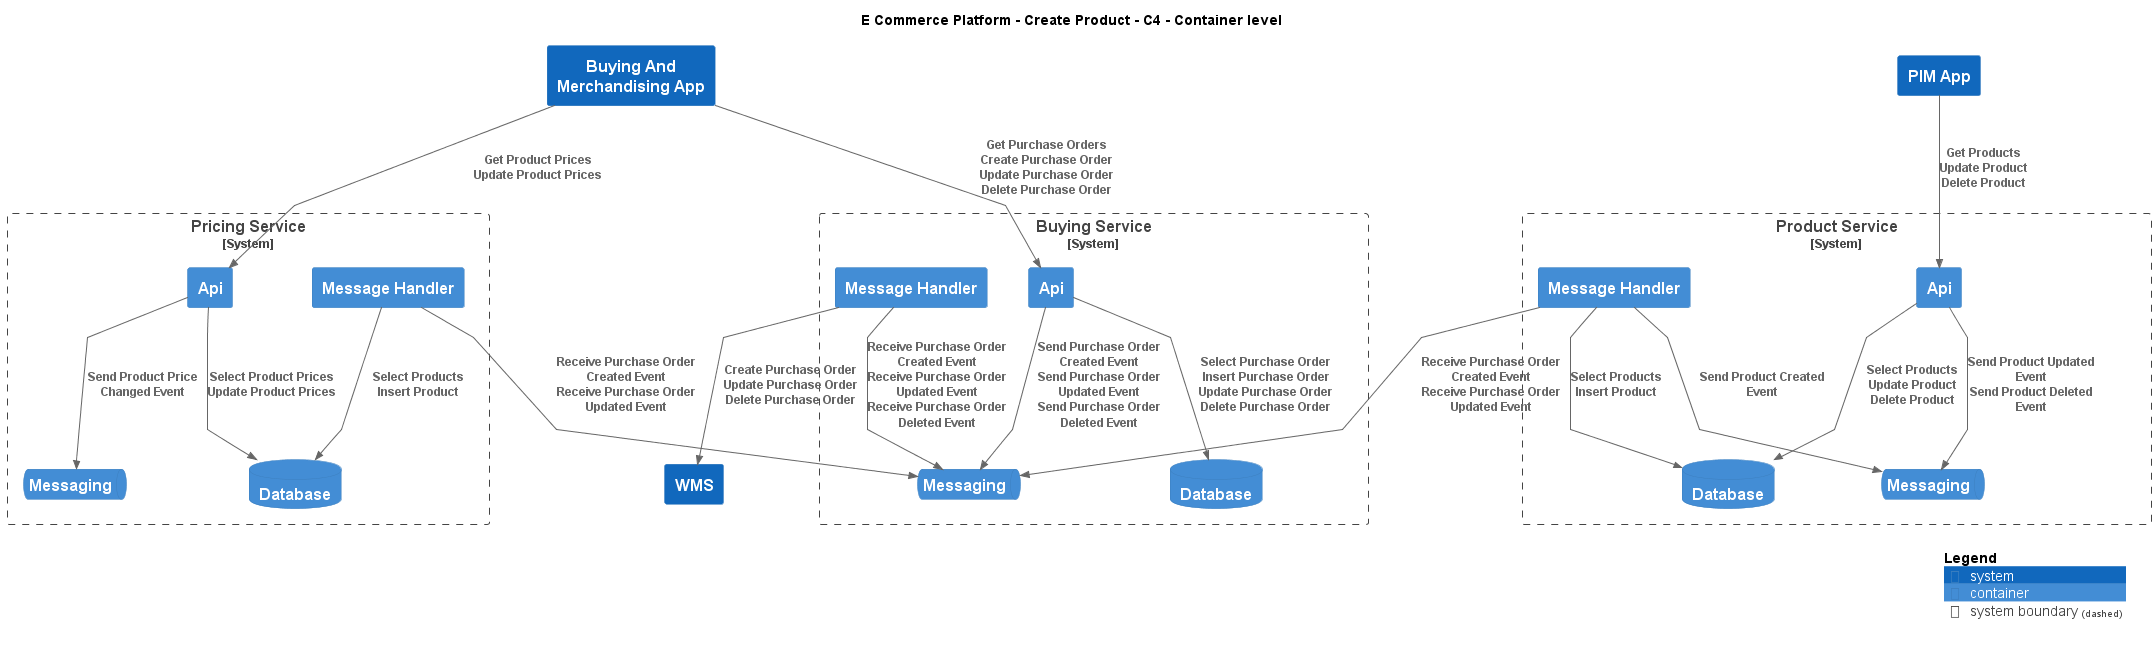 E Commerce Platform - Create Product - C4 - Container level
Buying And
Merchandising App
PIM App
Get Product Prices
Update Product Prices
Get Purchase Orders
Create Purchase Order
Update Purchase Order
Delete Purchase Order
Get Products
Update Product
Delete Product
Pricing Service
[System]
Api
Message Handler
Send Product Price
Changed Event
Select Product Prices
Update Product Prices
Select Products
Insert Product
Messaging
Database
Receive Purchase Order
Created Event
Receive Purchase Order
Updated Event
Create Purchase Order
Update Purchase Order
Delete Purchase Order
WMS
Buying Service
[System]
Message Handler
Api
Receive Purchase Order
Created Event
Receive Purchase Order
Updated Event
Receive Purchase Order
Deleted Event
Send Purchase Order
Created Event
Send Purchase Order
Updated Event
Send Purchase Order
Deleted Event
Select Purchase Order
Insert Purchase Order
Update Purchase Order
Delete Purchase Order
Messaging
Database
Receive Purchase Order
Created Event
Receive Purchase Order
Updated Event
Product Service
[System]
Message Handler
Api
Select Products
Insert Product
Send Product Created
Event
Select Products
Update Product
Delete Product
Send Product Updated
Event
Send Product Deleted
Event
Database
Messaging
Legend
system
container
system boundary (dashed)